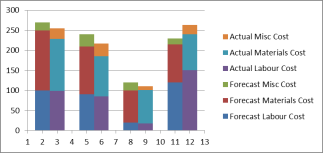 300
250
200
150
100
50
0
1 2 3 4 5 6 7 8 9 10 11 12 13
Actual Misc Cost
Actual Materials Cost
Actual Labour Cost
Forecast Misc Cost
Forecast Materials Cost
Forecast Labour Cost